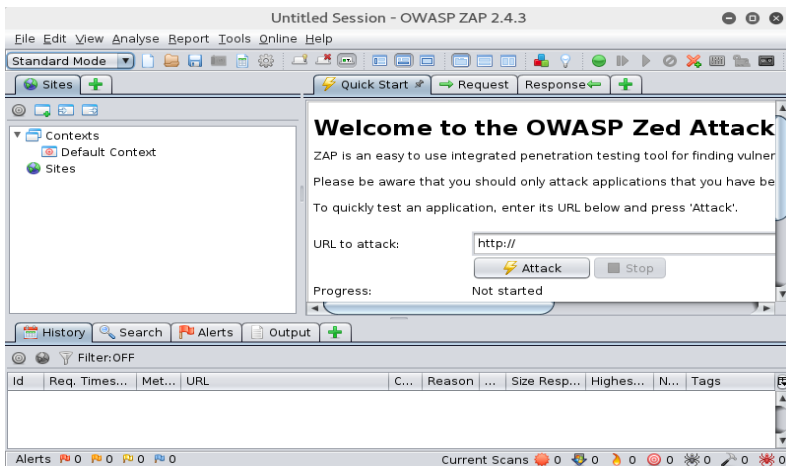 Untitled Session - OWASP ZAP 2.4.3
File Edit View Analyse Report Tools Online Help
Standard Mode
Sites
Quick Start Request Response
Contexts
Default Context
Sites
Welcome to the OWASP Zed Attack
ZAP is an easy to use integrated penetration testing tool for finding vulner
Please be aware that you should only attack applications that you have be
To quickly test an application, enter its URL below and press 'Attack'.
URL to attack: http://
Attack Stop
Progress: Not started
History Search Alerts Output
Filter:OFF
Id Req. Times... Met... URL C... Reason ... Size Resp... Highes... N... Tags
Alerts 0 0 0 0 Current Scans 0 0 0 0 0 0 0